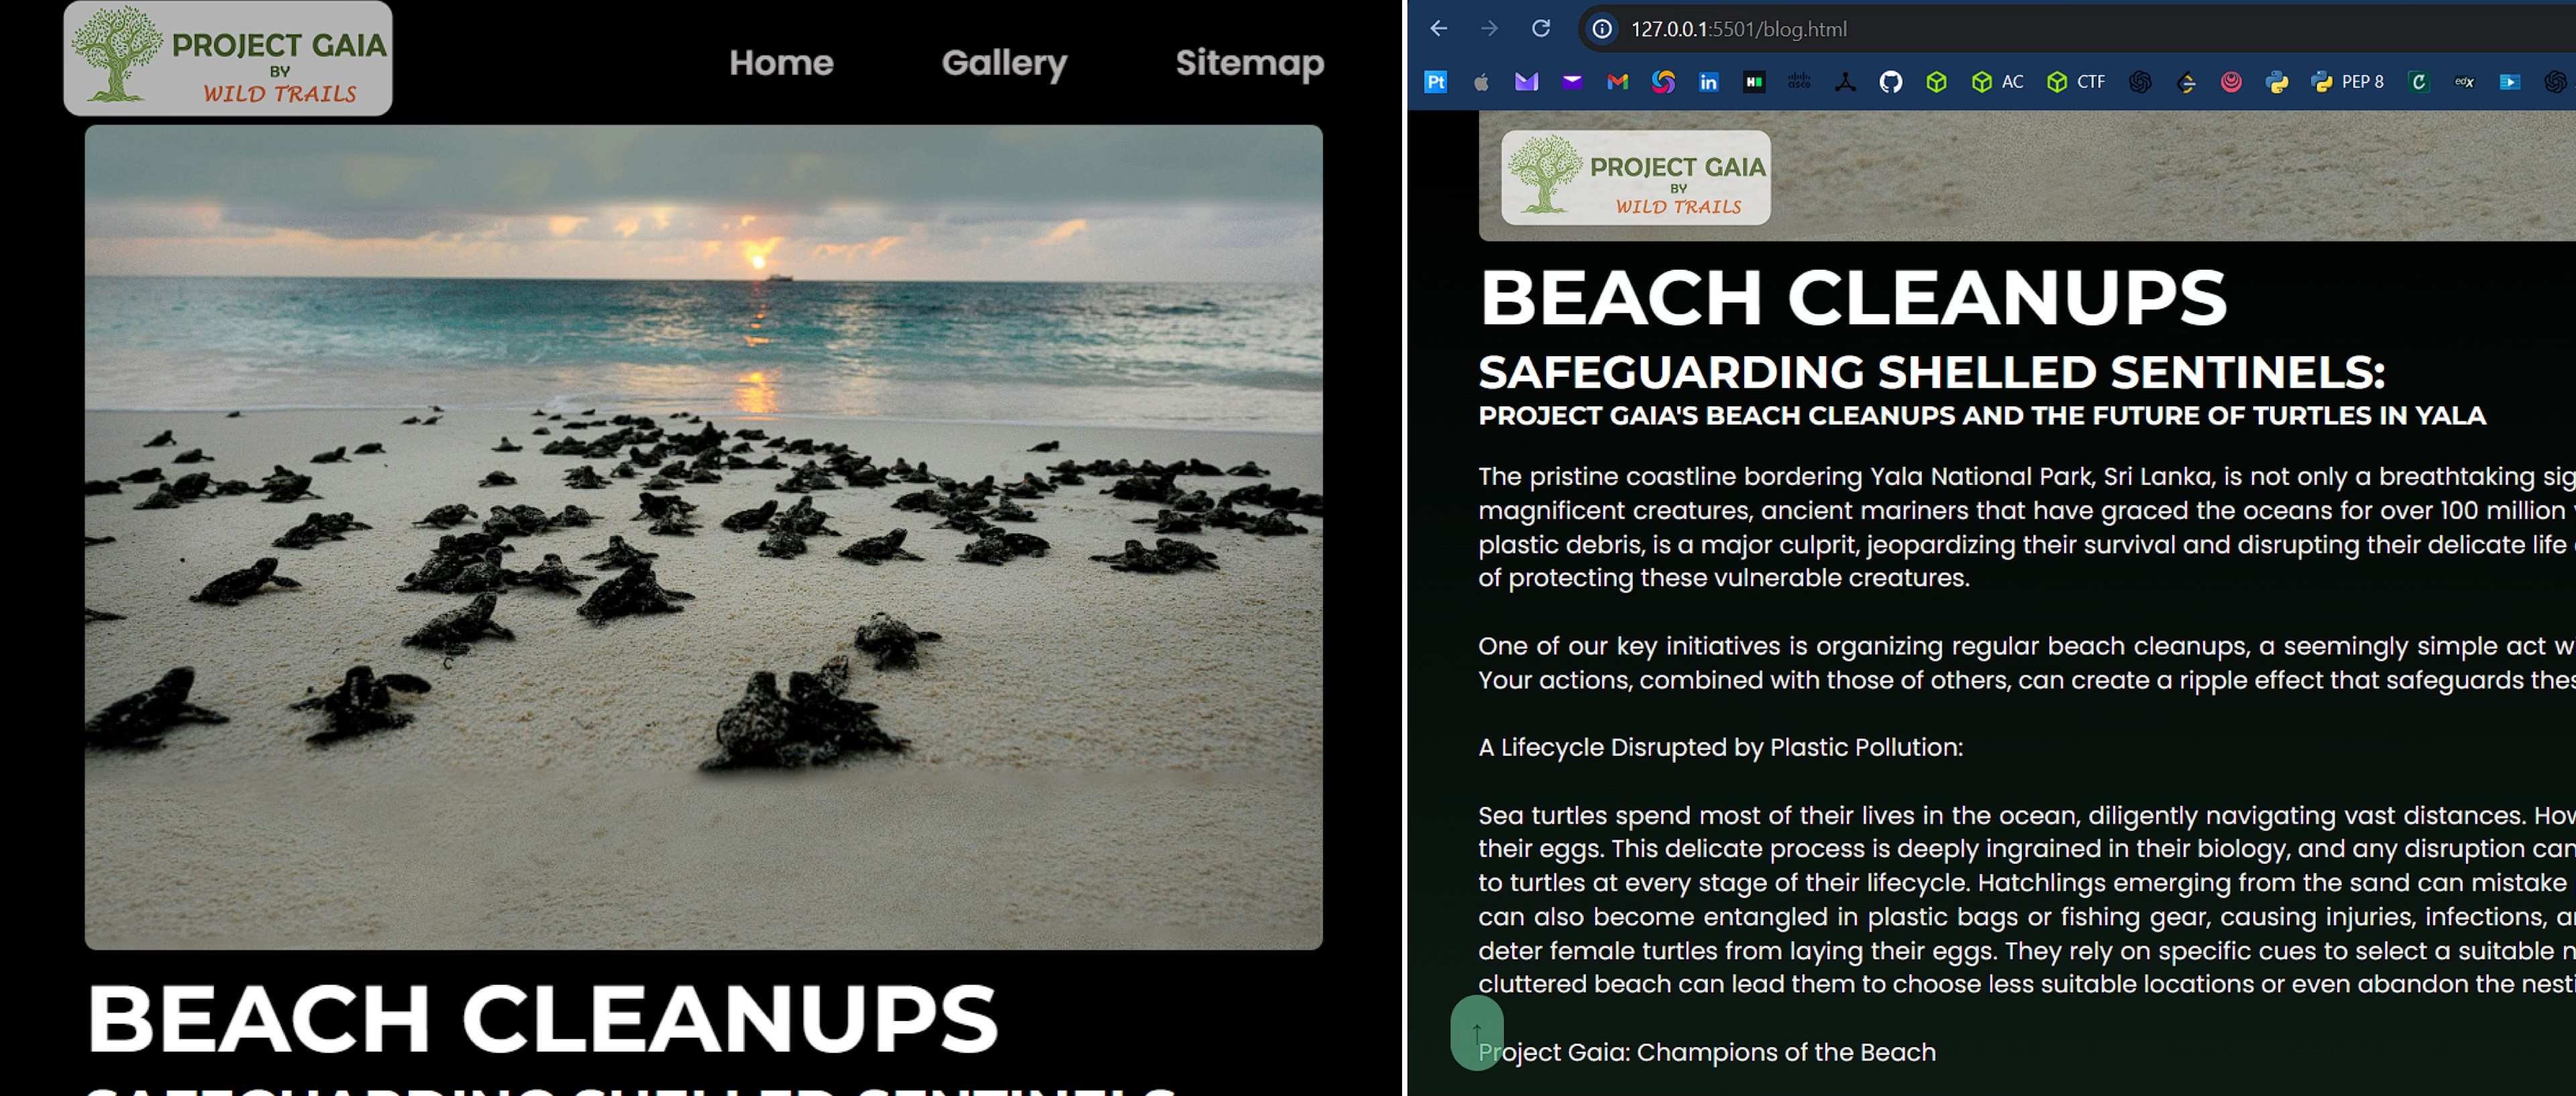 PROJECT GAIA
BY
WILD TRAILS
Home
Gallery
Sitemap
BEACH CLEANUPS
SAFEGUARDING SHELLED SENTINELS
127.0.0.1:5501/blog.html
Pt
in
cisco
AC
CTF
PEP 8
C
edX
PROJECT GAIA
BY
WILD TRAILS
BEACH CLEANUPS
SAFEGUARDING SHELLED SENTINELS:
PROJECT GAIA'S BEACH CLEANUPS AND THE FUTURE OF TURTLES IN YALA
The pristine coastline bordering Yala National Park, Sri Lanka, is not only a breathtaking
magnificent creatures, ancient mariners that have graced the oceans for over 100 million
plastic debris, is a major culprit, jeopardizing their survival and disrupting their delicate life
of protecting these vulnerable creatures.
One of our key initiatives is organizing regular beach cleanups, a seemingly simple act
Your actions, combined with those of others, can create a ripple effect that safeguards
A Lifecycle Disrupted by Plastic Pollution:
Sea turtles spend most of their lives in the ocean, diligently navigating vast distances.
their eggs. This delicate process is deeply ingrained in their biology, and any disruption can
to turtles at every stage of their lifecycle. Hatchlings emerging from the sand can mistake
can also become entangled in plastic bags or fishing gear, causing injuries, infections,
deter female turtles from laying their eggs. They rely on specific cues to select a suitable
cluttered beach can lead them to choose less suitable locations or even abandon the
↑
Project Gaia: Champions of the Beach